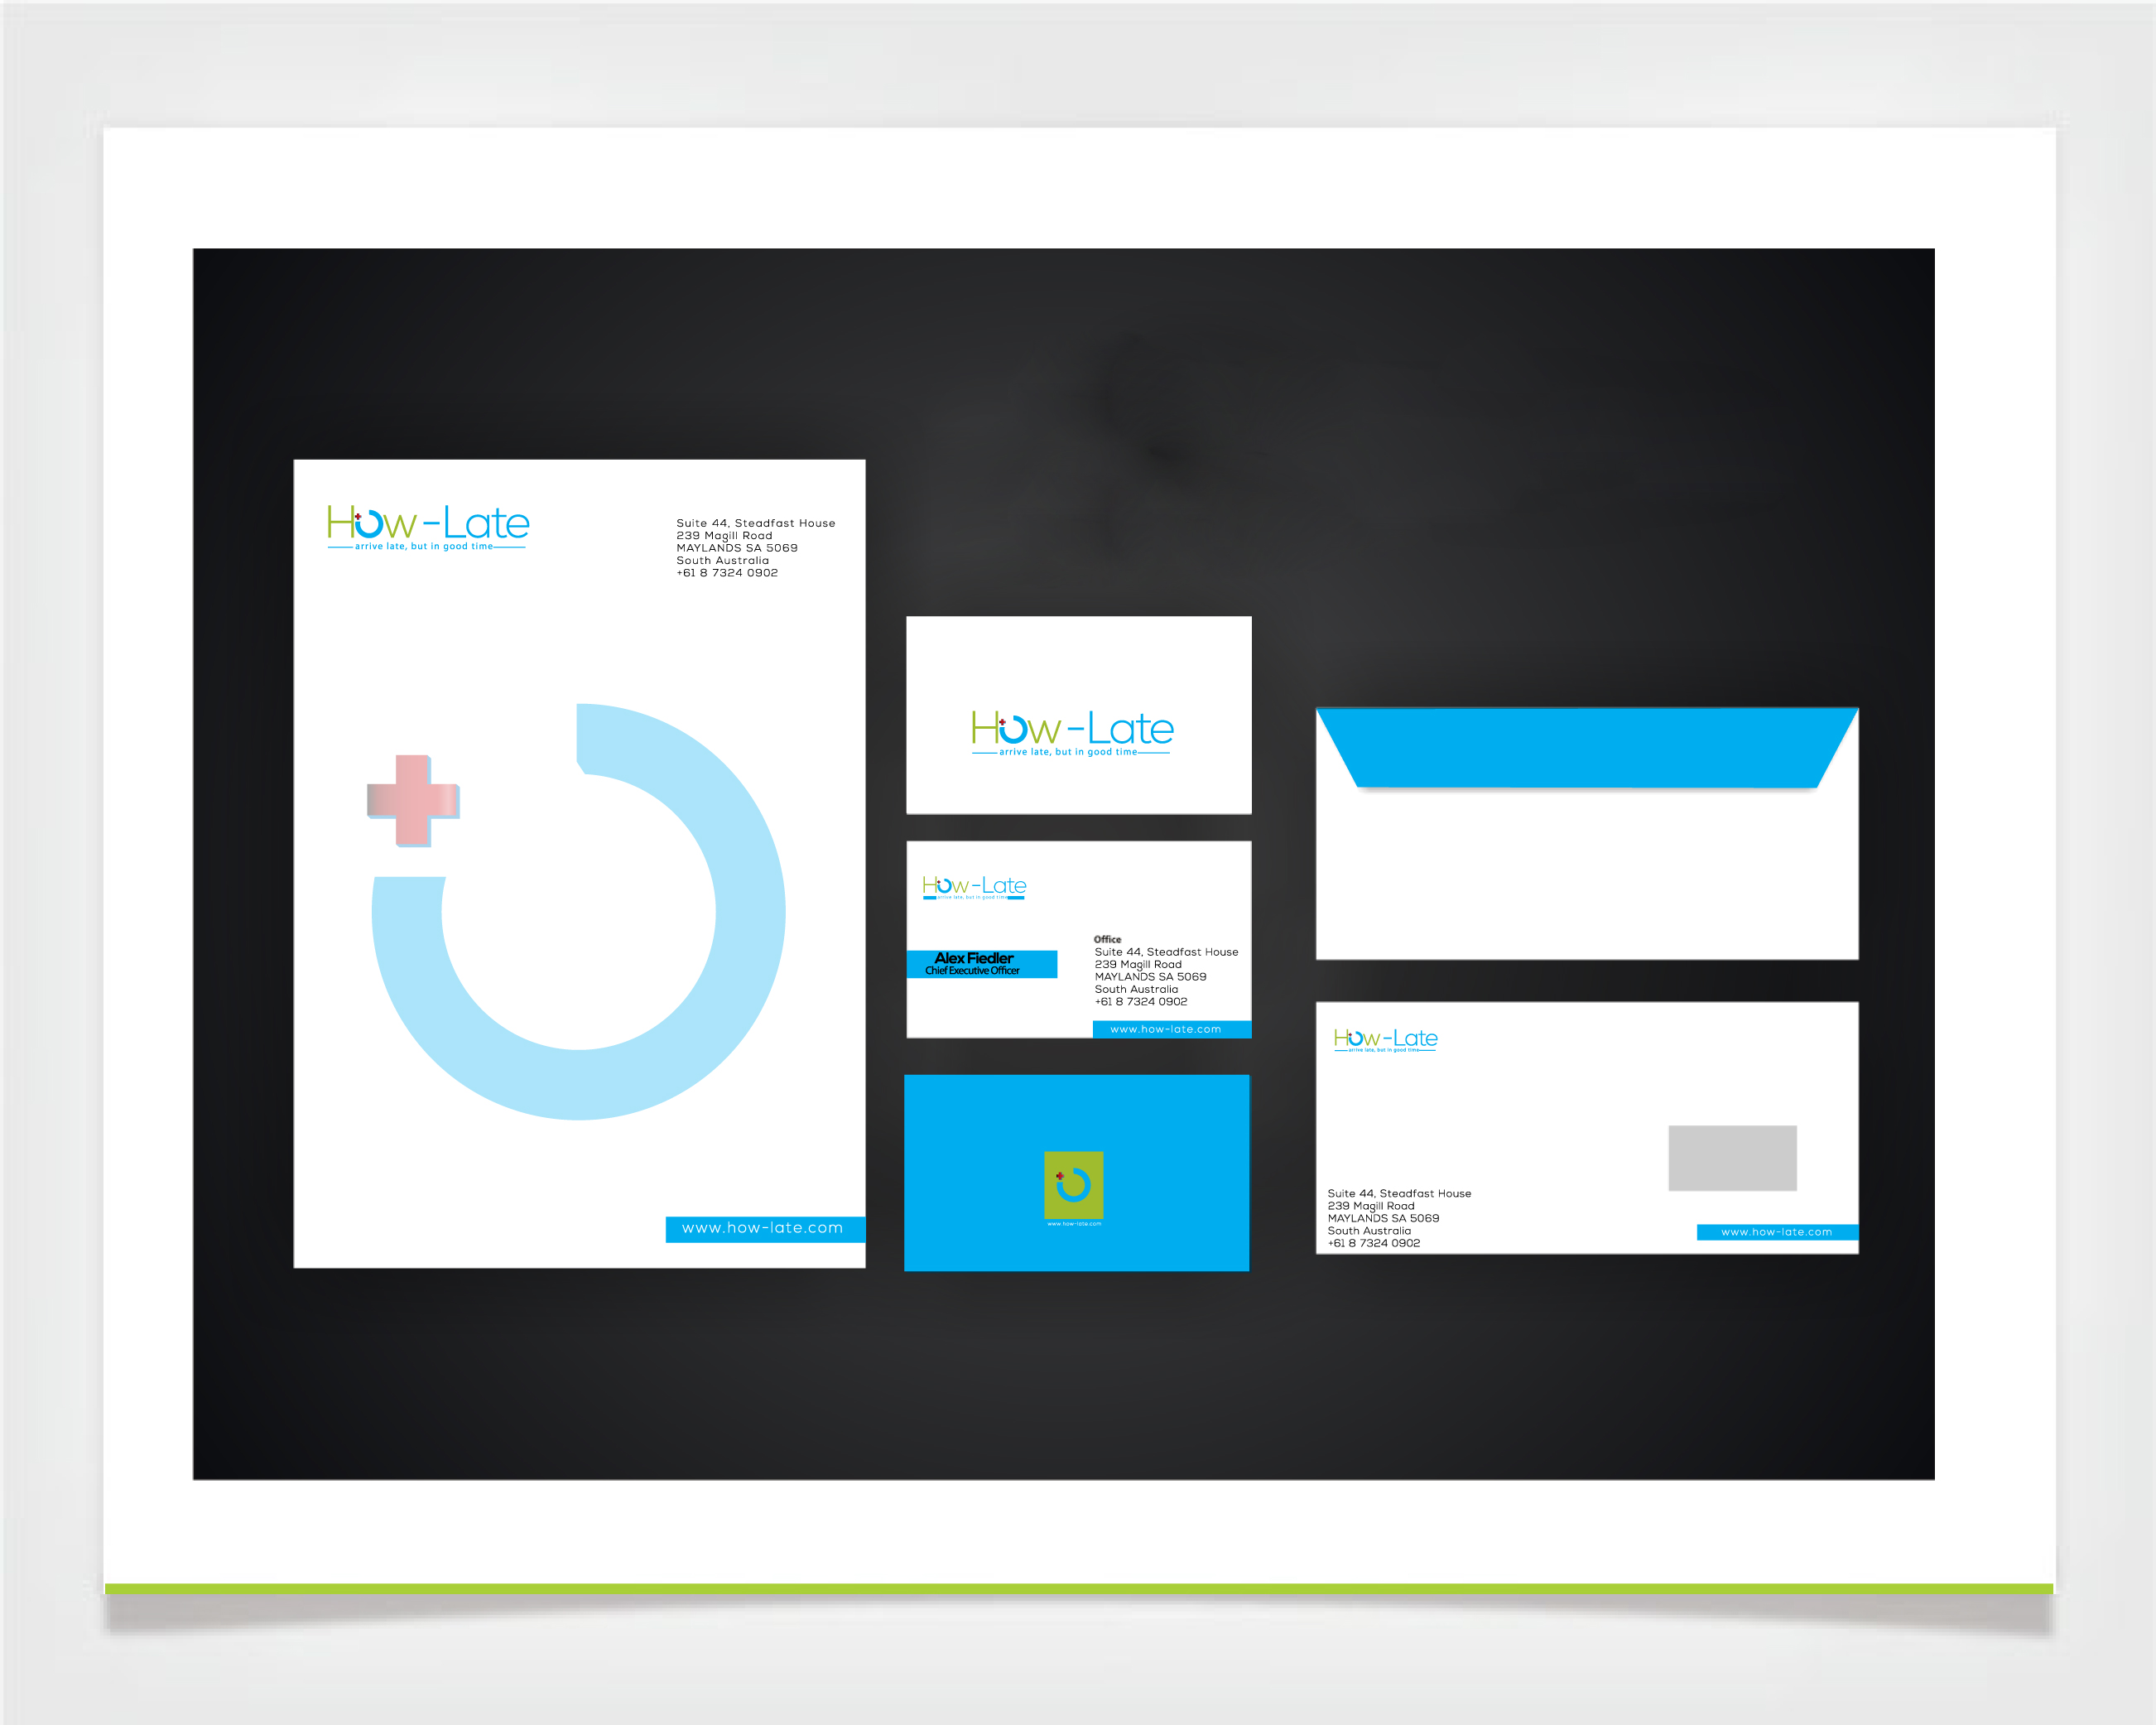 How-Late
arrive late, but in good time
Suite 44, Steadfast House
239 Magill Road
MAYLANDS SA 5069
South Australia
+61 8 7324 0902
www.how-late.com
How-Late
arrive late, but in good time
How-Late
arrive late, but in good time
Alex Fiedler
Chief Executive Officer
Office
Suite 44, Steadfast House
239 Magill Road
MAYLANDS SA 5069
South Australia
+61 8 7324 0902
www.how-late.com
www.how-late.com
How-Late
arrive late, but in good time
Suite 44, Steadfast House
239 Magill Road
MAYLANDS SA 5069
South Australia
+61 8 7324 0902
www.how-late.com